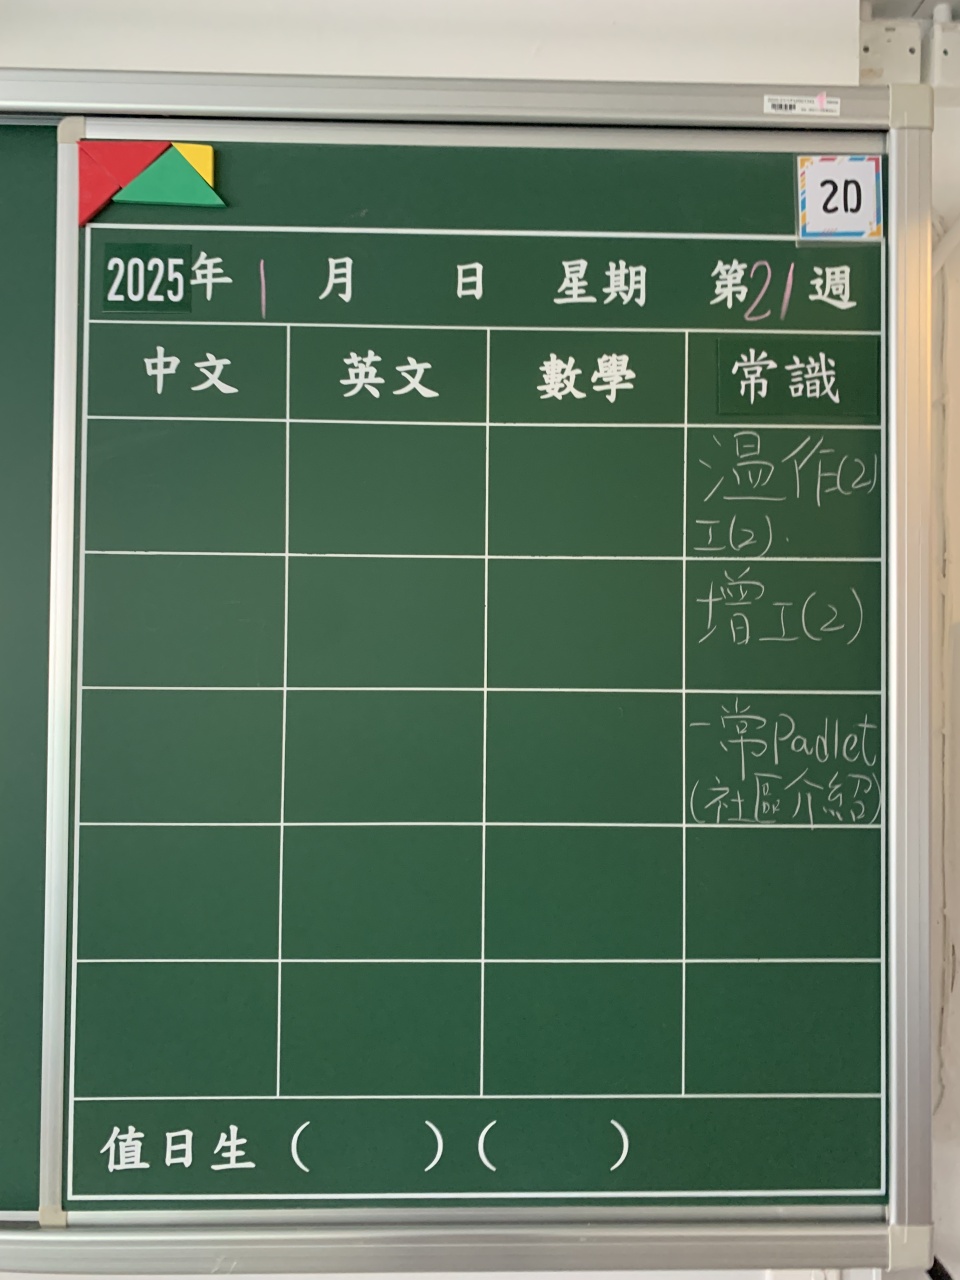 2D
2025年 1 月 日 星期 第21週
中文 英文 數學 常識
溫作(2)
工(2).
增工(2)
一常Padlet
(社區介紹)
值日生 ( ) ( )